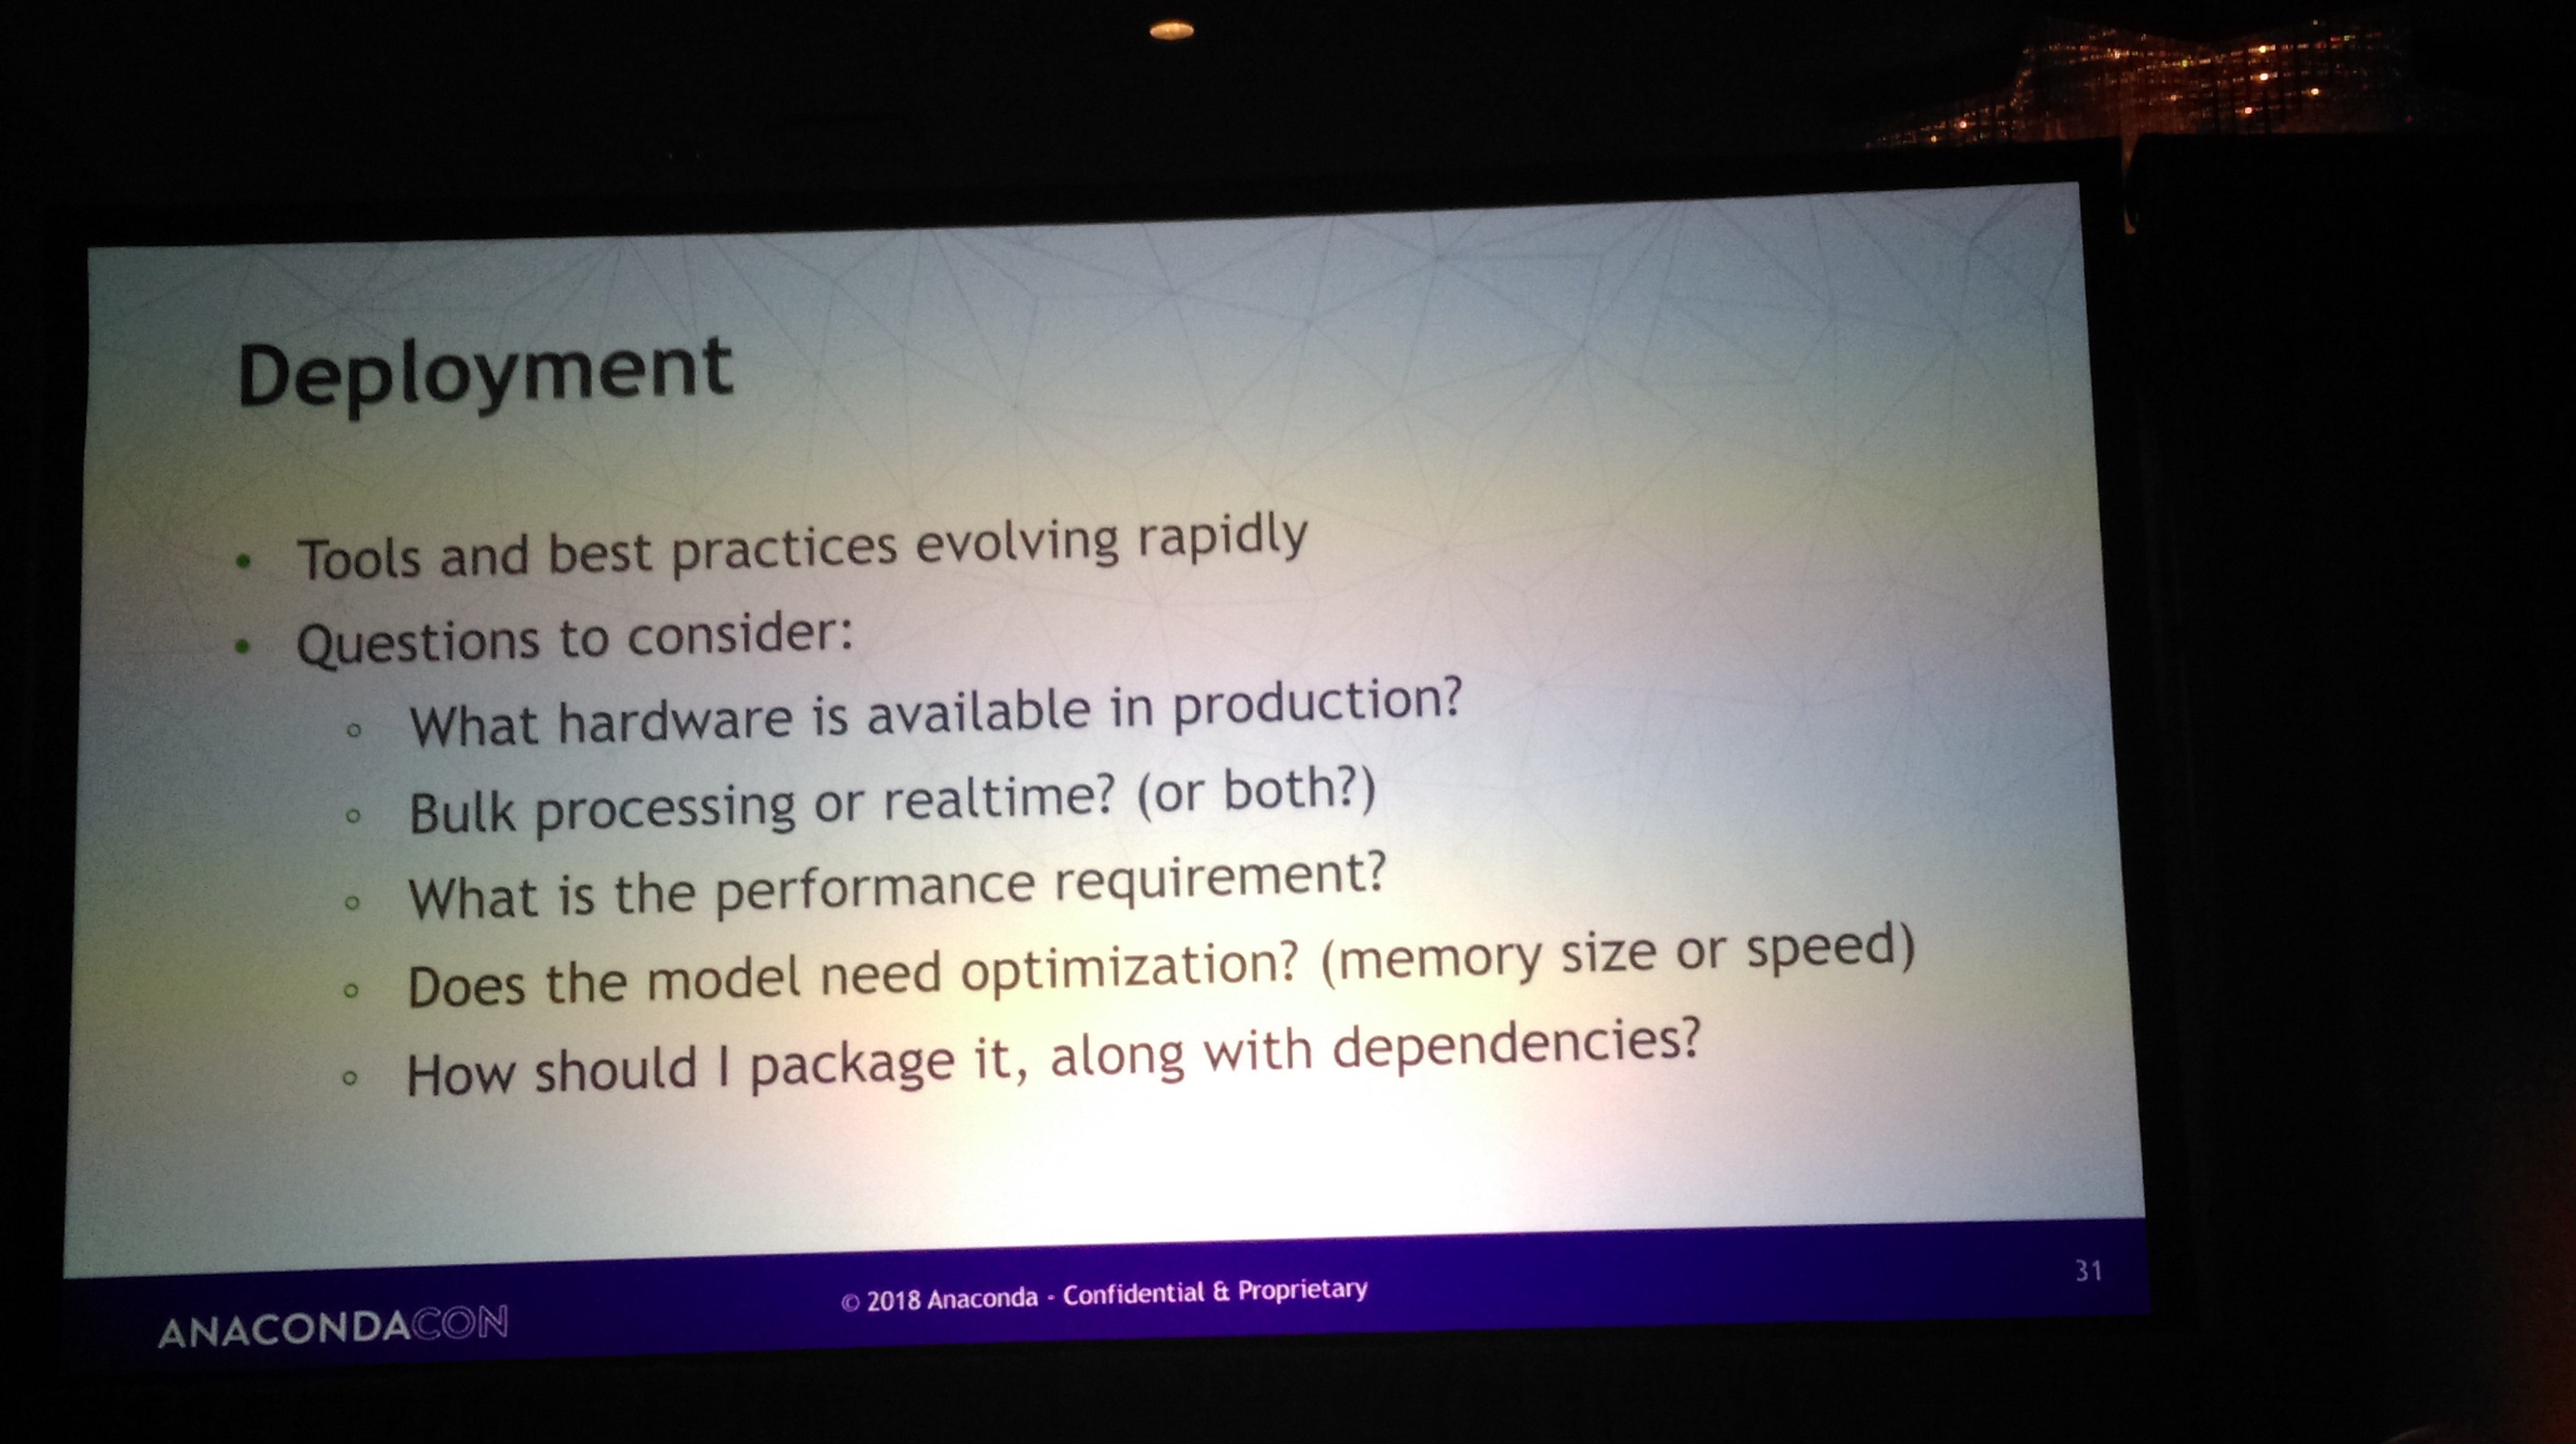 Deployment
• Tools and best practices evolving rapidly
• Questions to consider:
◦ What hardware is available in production?
◦ Bulk processing or realtime? (or both?)
◦ What is the performance requirement?
◦ Does the model need optimization? (memory size or speed)
◦ How should I package it, along with dependencies?
ANACONDACON
© 2018 Anaconda - Confidential & Proprietary
31